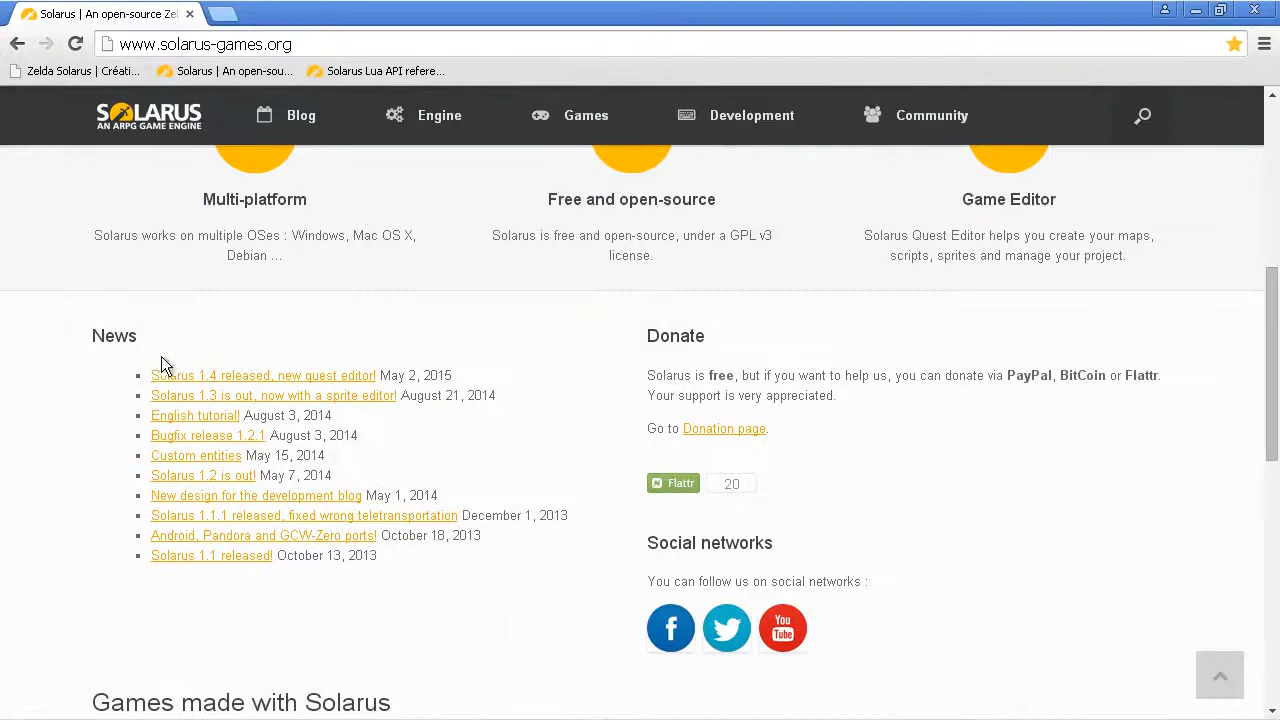 Solarus | An open-source Zel
www.solarus-games.org
Zelda Solarus | Créati...
Solarus | An open-sou...
Solarus Lua API refere...
SOLARUS
AN ARPG GAME ENGINE
Blog
Engine
Games
Development
Community
Multi-platform
Solarus works on multiple OSes : Windows, Mac OS X,
Debian ...
Free and open-source
Solarus is free and open-source, under a GPL v3
license.
Game Editor
Solarus Quest Editor helps you create your maps,
scripts, sprites and manage your project.
News
Solarus 1.4 released, new quest editor! May 2, 2015
Solarus 1.3 is out, now with a sprite editor! August 21, 2014
English tutorial! August 3, 2014
Bugfix release 1.2.1 August 3, 2014
Custom entities May 15, 2014
Solarus 1.2 is out! May 7, 2014
New design for the development blog May 1, 2014
Solarus 1.1.1 released, fixed wrong teletransportation December 1, 2013
Android, Pandora and GCW-Zero ports! October 18, 2013
Solarus 1.1 released! October 13, 2013
Donate
Solarus is free, but if you want to help us, you can donate via PayPal, BitCoin or Flattr.
Your support is very appreciated.
Go to Donation page.
Flattr 20
Social networks
You can follow us on social networks :
You
Tube
Games made with Solarus